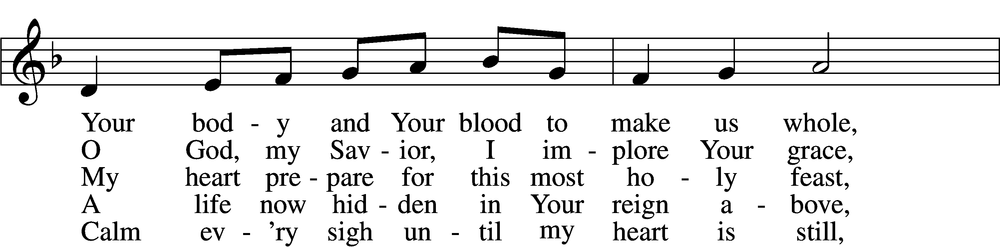 Your bod - y and Your blood to make us whole,
O God, my Sav - ior, I im - plore Your grace,
My heart pre - pare for this most ho - ly feast,
A life now hid - den in Your reign a - bove,
Calm ev - ’ry sigh un - til my heart is still,